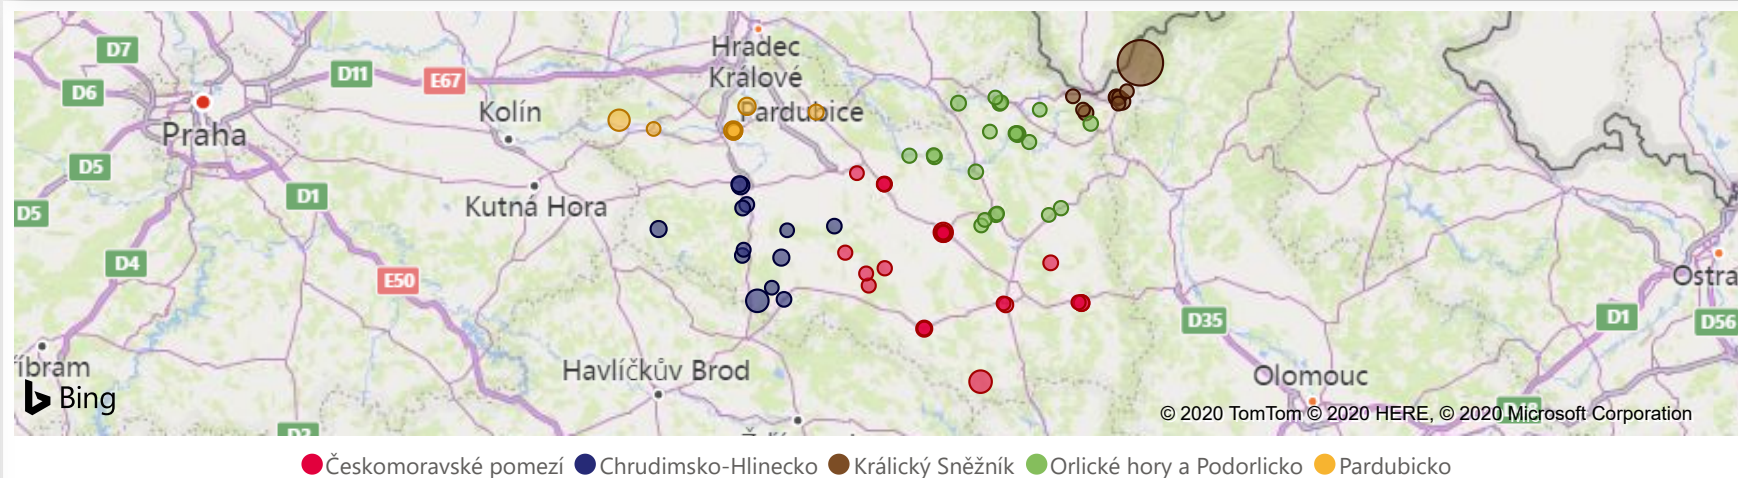 D7
Hradec
Králové
D11
E67
D6
Kolín
Pardubice
Praha
D5
D1
Kutná Hora
D5
D4
E50
Ostra
D35
D1
D56
Havlíčkův Brod
Olomouc
říbram
Bing
© 2020 TomTom © 2020 HERE, © 2020 Microsoft Corporation
Českomoravské pomezí Chrudimsko-Hlinecko Králický Sněžník Orlické hory a Podorlicko Pardubicko